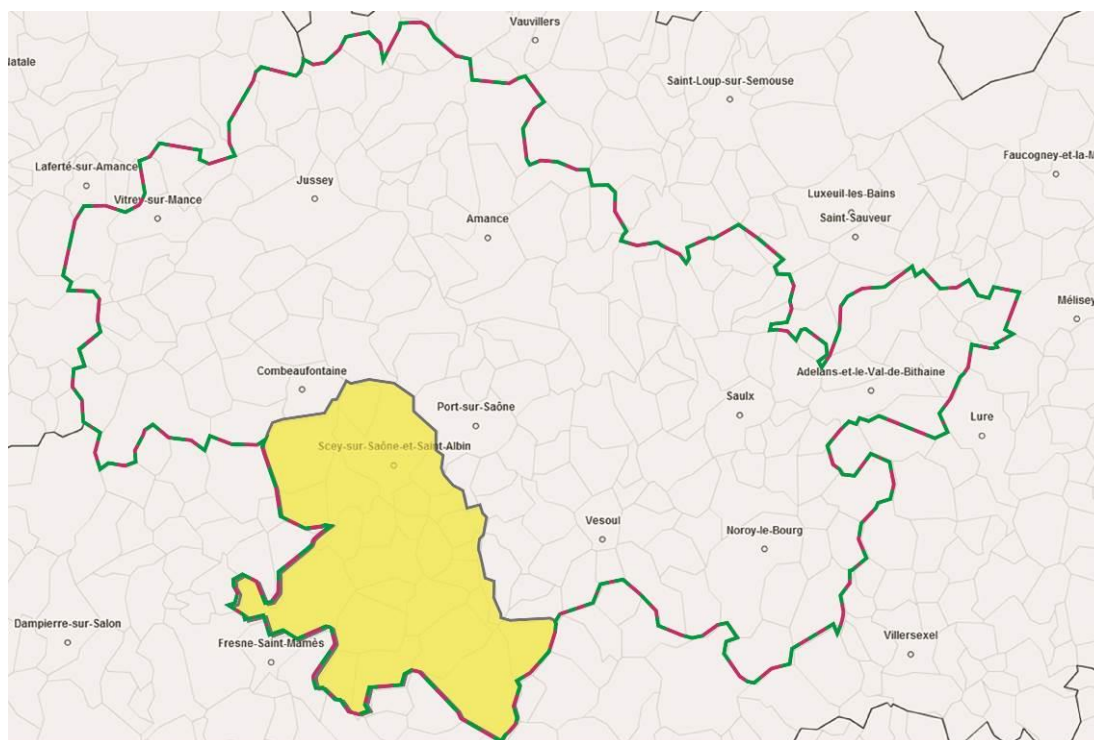 Vauvillers
Saint-Loup-sur-Semouse
Laferté-sur-Amance
Faucogney-et-la-M
Jussey
Luxeuil-les-Bains
Vitrey-sur-Mance
Amance
Saint-Sauveur
Mélisey
Combeaufontaine
Adelans-et-le-Val-de-Bithaine
Port-sur-Saône
Saulx
Lure
Scey-sur-Saône-et-Saint-Albin
Vesoul
Noroy-le-Bourg
Dampierre-sur-Salon
Fresne-Saint-Mamès
Villersexel